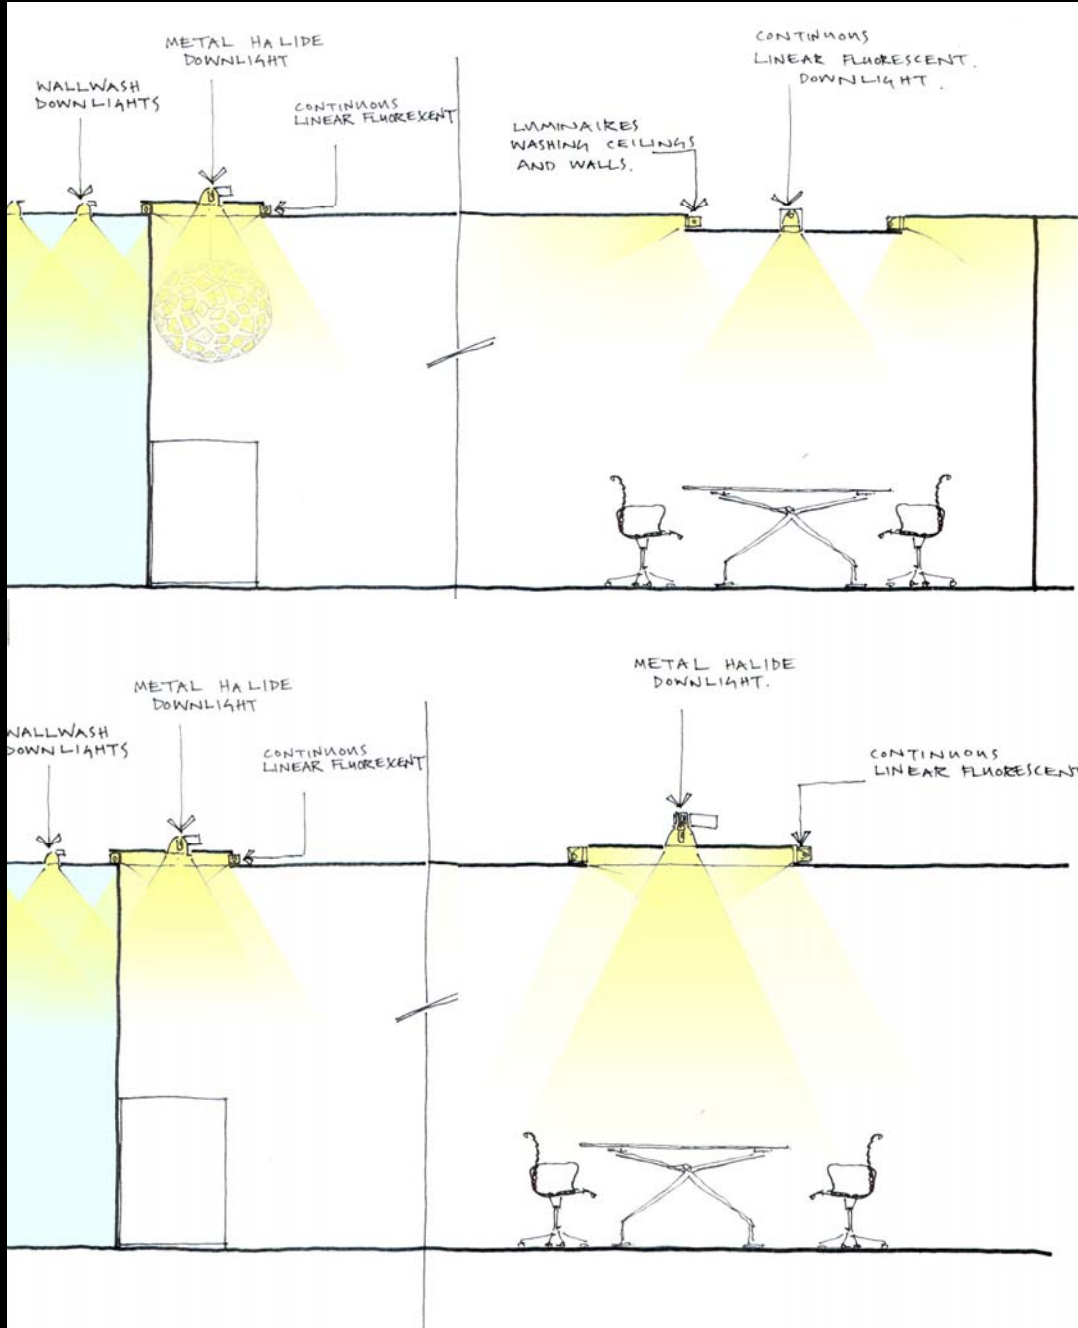 METAL HALIDE
DOWNLIGHT
WALLWASH
DOWNLIGHTS
CONTINUOUS
LINEAR FLUOREXENT
LUMINAIRES
WASHING CEILINGS
AND WALLS.
CONTINUOUS
LINEAR FLUORESCENT.
DOWNLIGHT.
METAL HALIDE
DOWNLIGHT
WALLWASH
DOWNLIGHTS
CONTINUOUS
LINEAR FLUOREXENT
METAL HALIDE
DOWNLIGHT.
CONTINUOUS
LINEAR FLUORESCENT